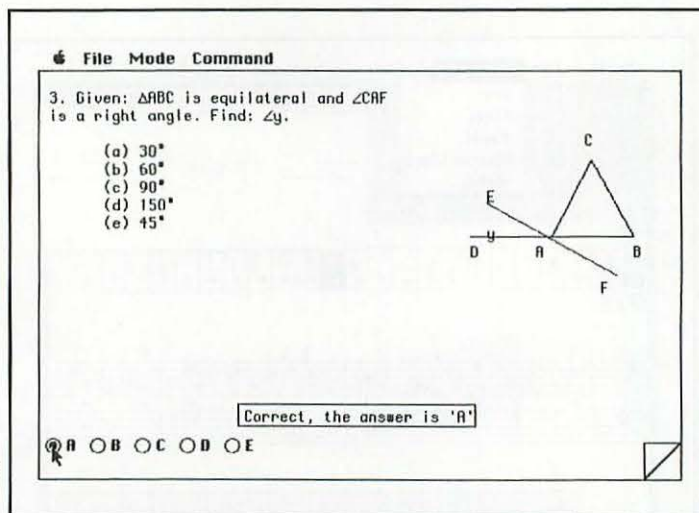 File Mode Command
3. Given: ΔABC is equilateral and ∠CAF
is a right angle. Find: ∠y.
(a) 30°
(b) 60°
(c) 90°
(d) 150°
(e) 45°
C
E
y
D A B
F
Correct, the answer is 'A'
A B C D E